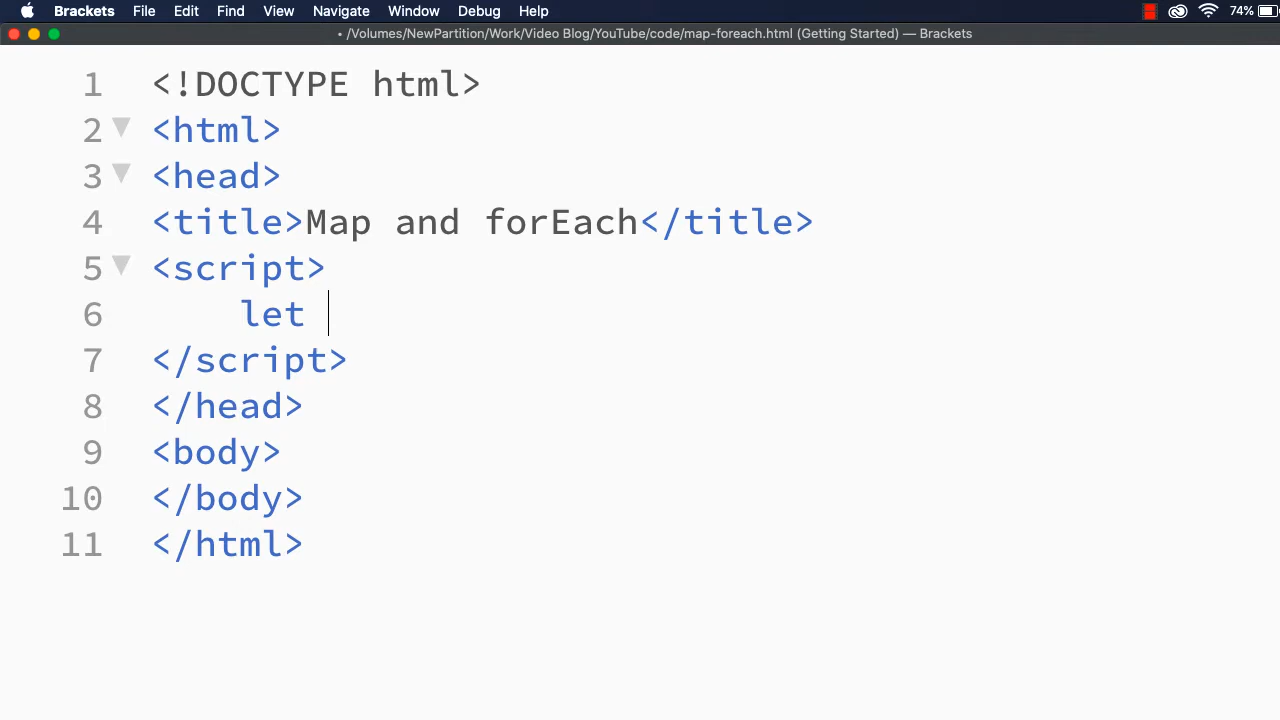 Brackets File Edit Find View Navigate Window Debug Help 74%
• /Volumes/NewPartition/Work/Video Blog/YouTube/code/map-foreach.html (Getting Started) — Brackets
1 <!DOCTYPE html>
2 <html>
3 <head>
4 <title>Map and forEach</title>
5 <script>
6 let
7 </script>
8 </head>
9 <body>
10 </body>
11 </html>